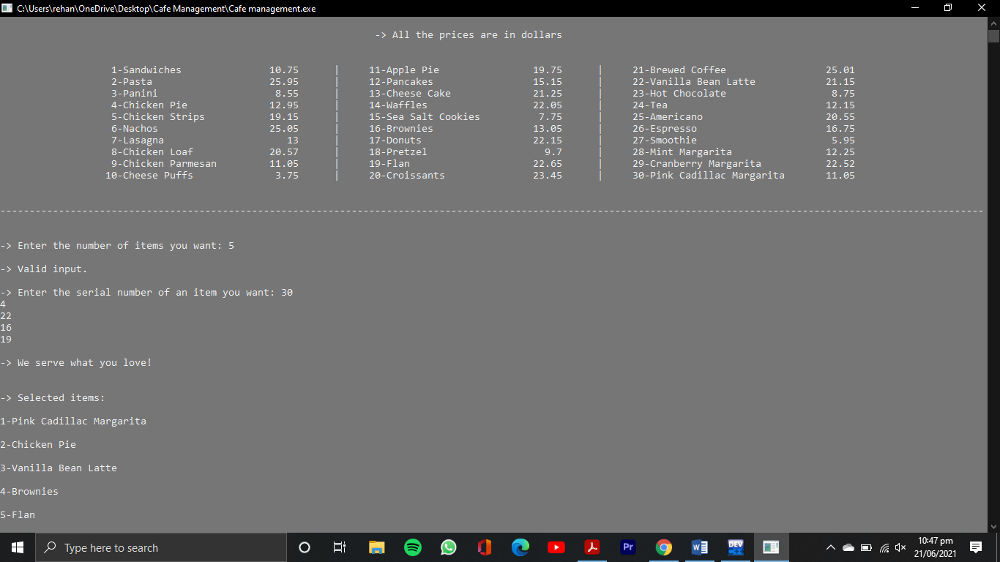 C:\Users\rehan\OneDrive\Desktop\Cafe Management\Cafe management.exe
-> All the prices are in dollars
1-Sandwiches 10.75 | 11-Apple Pie 19.75 | 21-Brewed Coffee 25.01
2-Pasta 25.95 | 12-Pancakes 15.15 | 22-Vanilla Bean Latte 21.15
3-Panini 8.55 | 13-Cheese Cake 21.25 | 23-Hot Chocolate 8.75
4-Chicken Pie 12.95 | 14-Waffles 22.05 | 24-Tea 12.15
5-Chicken Strips 19.15 | 15-Sea Salt Cookies 7.75 | 25-Americano 20.55
6-Nachos 25.05 | 16-Brownies 13.05 | 26-Espresso 16.75
7-Lasagna 13 | 17-Donuts 22.15 | 27-Smoothie 5.95
8-Chicken Loaf 20.57 | 18-Pretzel 9.7 | 28-Mint Margarita 12.25
9-Chicken Parmesan 11.05 | 19-Flan 22.65 | 29-Cranberry Margarita 22.52
10-Cheese Puffs 3.75 | 20-Croissants 23.45 | 30-Pink Cadillac Margarita 11.05
-> Enter the number of items you want: 5
-> Valid input.
-> Enter the serial number of an item you want: 30
4
22
16
19
-> We serve what you love!
-> Selected items:
1-Pink Cadillac Margarita
2-Chicken Pie
3-Vanilla Bean Latte
4-Brownies
5-Flan
Type here to search
Pr
DEV
C++
10:47 pm
21/06/2021